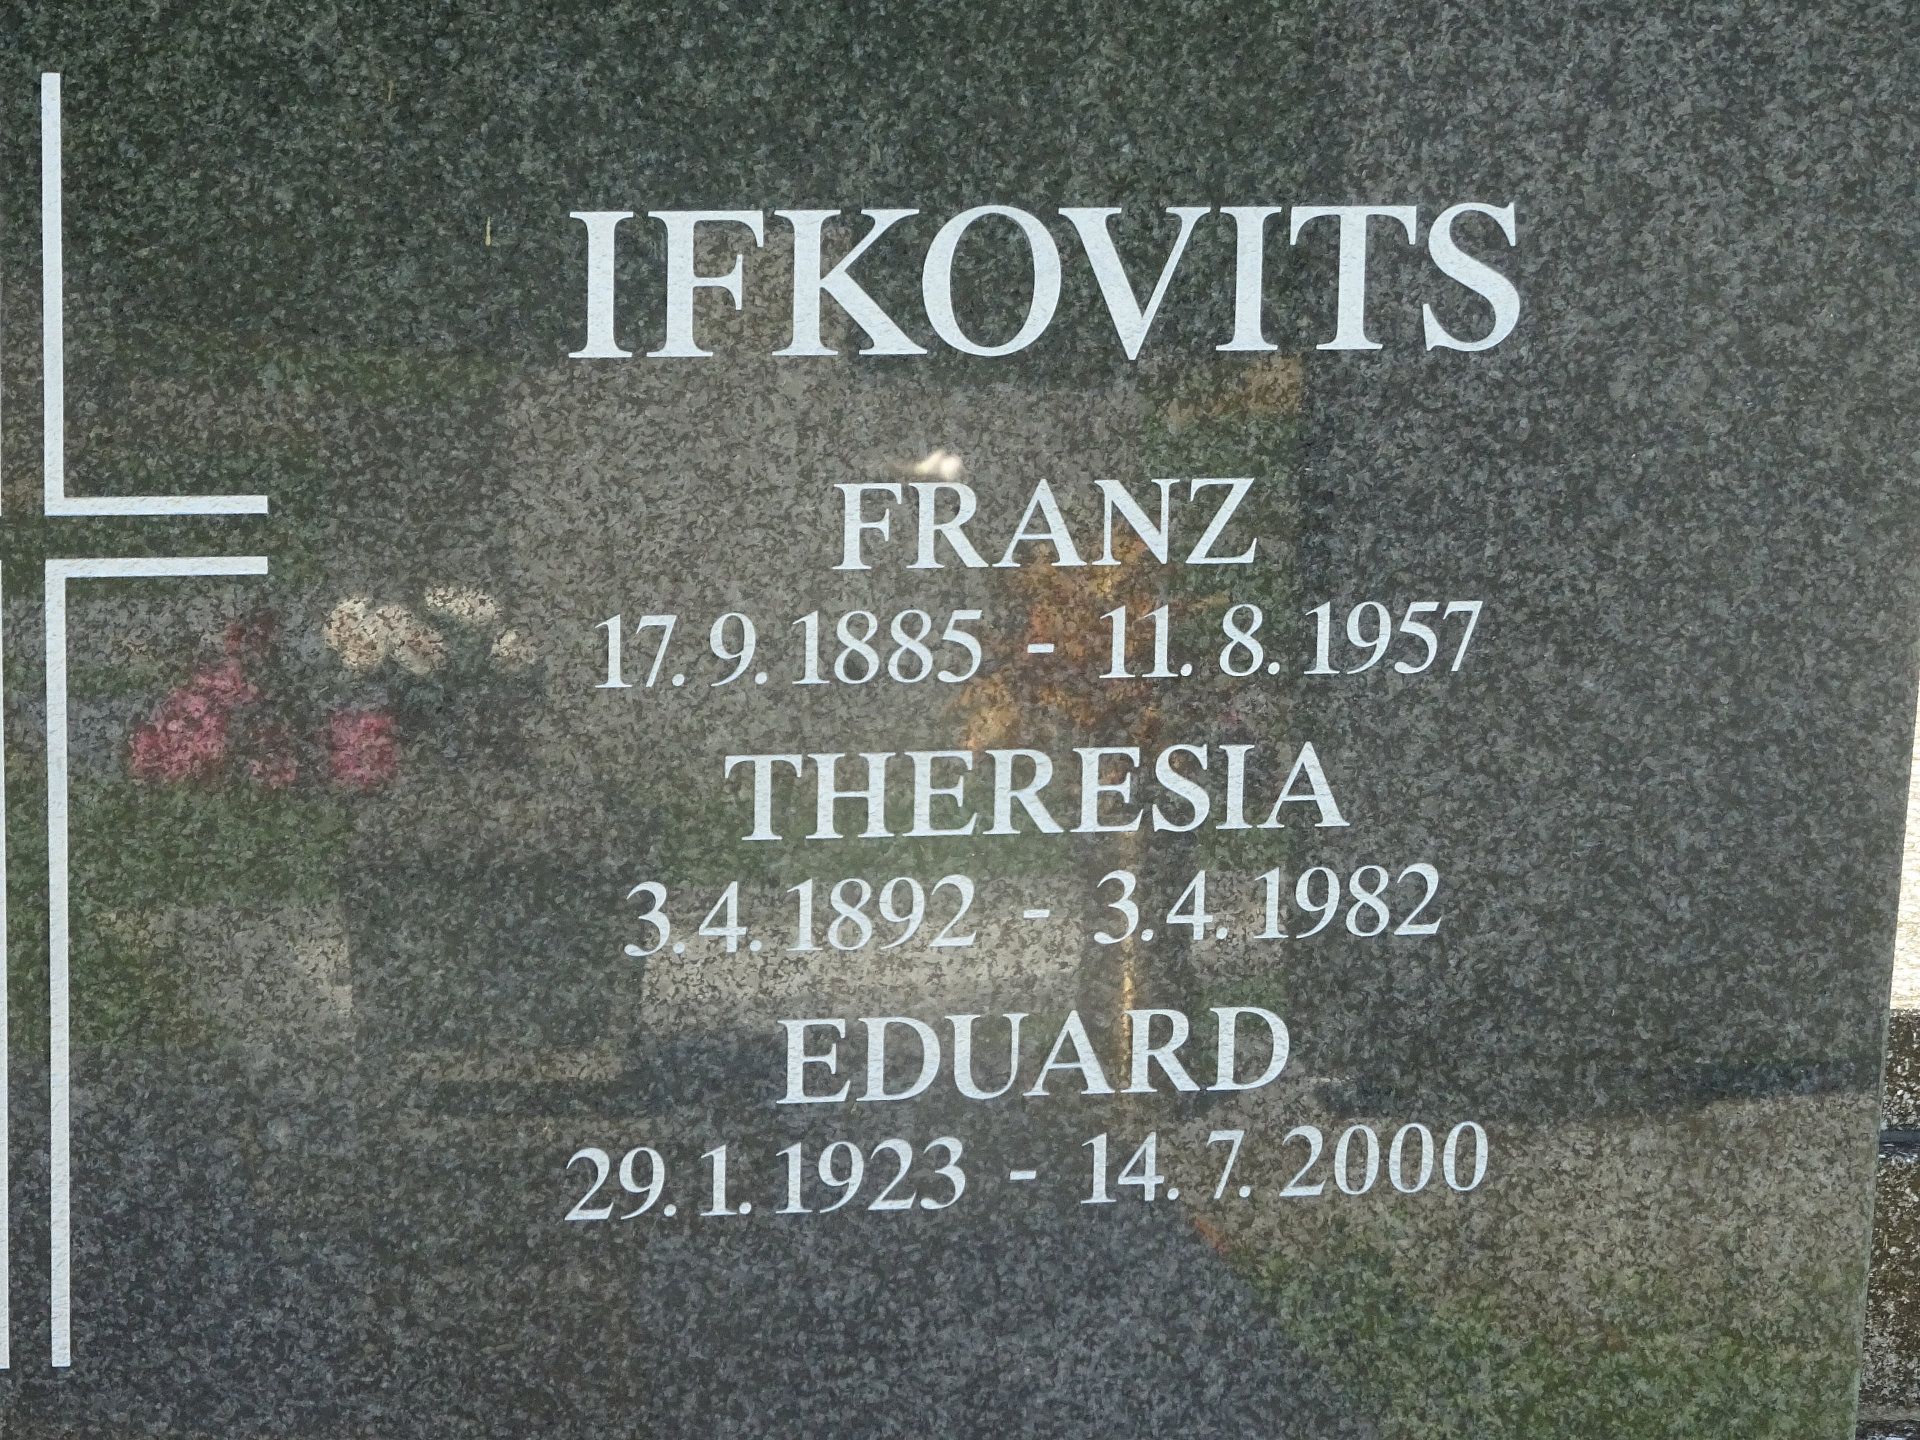 IFKOVITS
FRANZ
17. 9. 1885 - 11. 8. 1957
THERESIA
3. 4. 1892 - 3. 4. 1982
EDUARD
29. 1. 1923 - 14. 7. 2000